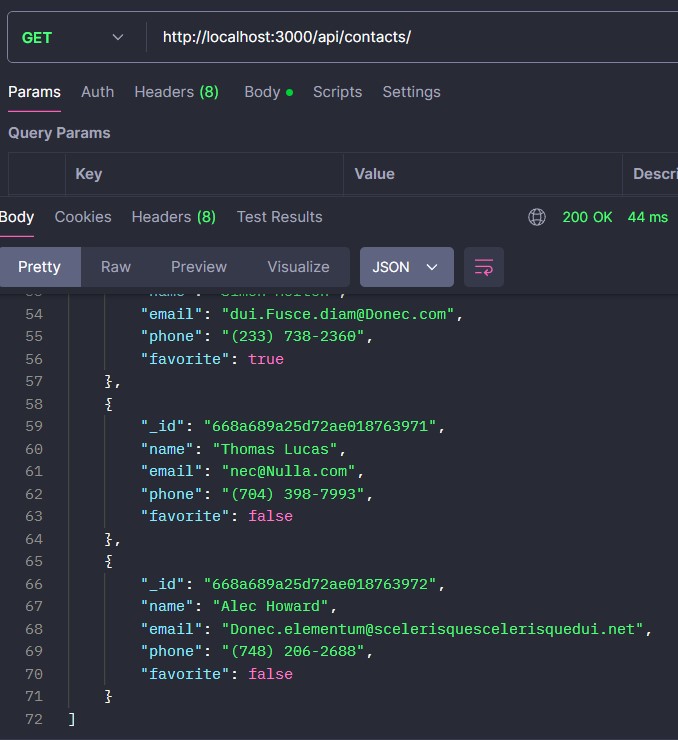 GET http://localhost:3000/api/contacts/
Params Auth Headers (8) Body Scripts Settings
Query Params
Key Value Descri
Body Cookies Headers (8) Test Results 200 OK 44 ms
Pretty Raw Preview Visualize JSON
54 "email": "dui.Fusce.diam@Donec.com",
55 "phone": "(233) 738-2360",
56 "favorite": true
57 },
58 {
59 "_id": "668a689a25d72ae018763971",
60 "name": "Thomas Lucas",
61 "email": "nec@Nulla.com",
62 "phone": "(704) 398-7993",
63 "favorite": false
64 },
65 {
66 "_id": "668a689a25d72ae018763972",
67 "name": "Alec Howard",
68 "email": "Donec.elementum@scelerisquescelerisquedui.net",
69 "phone": "(748) 206-2688",
70 "favorite": false
71 }
72 ]